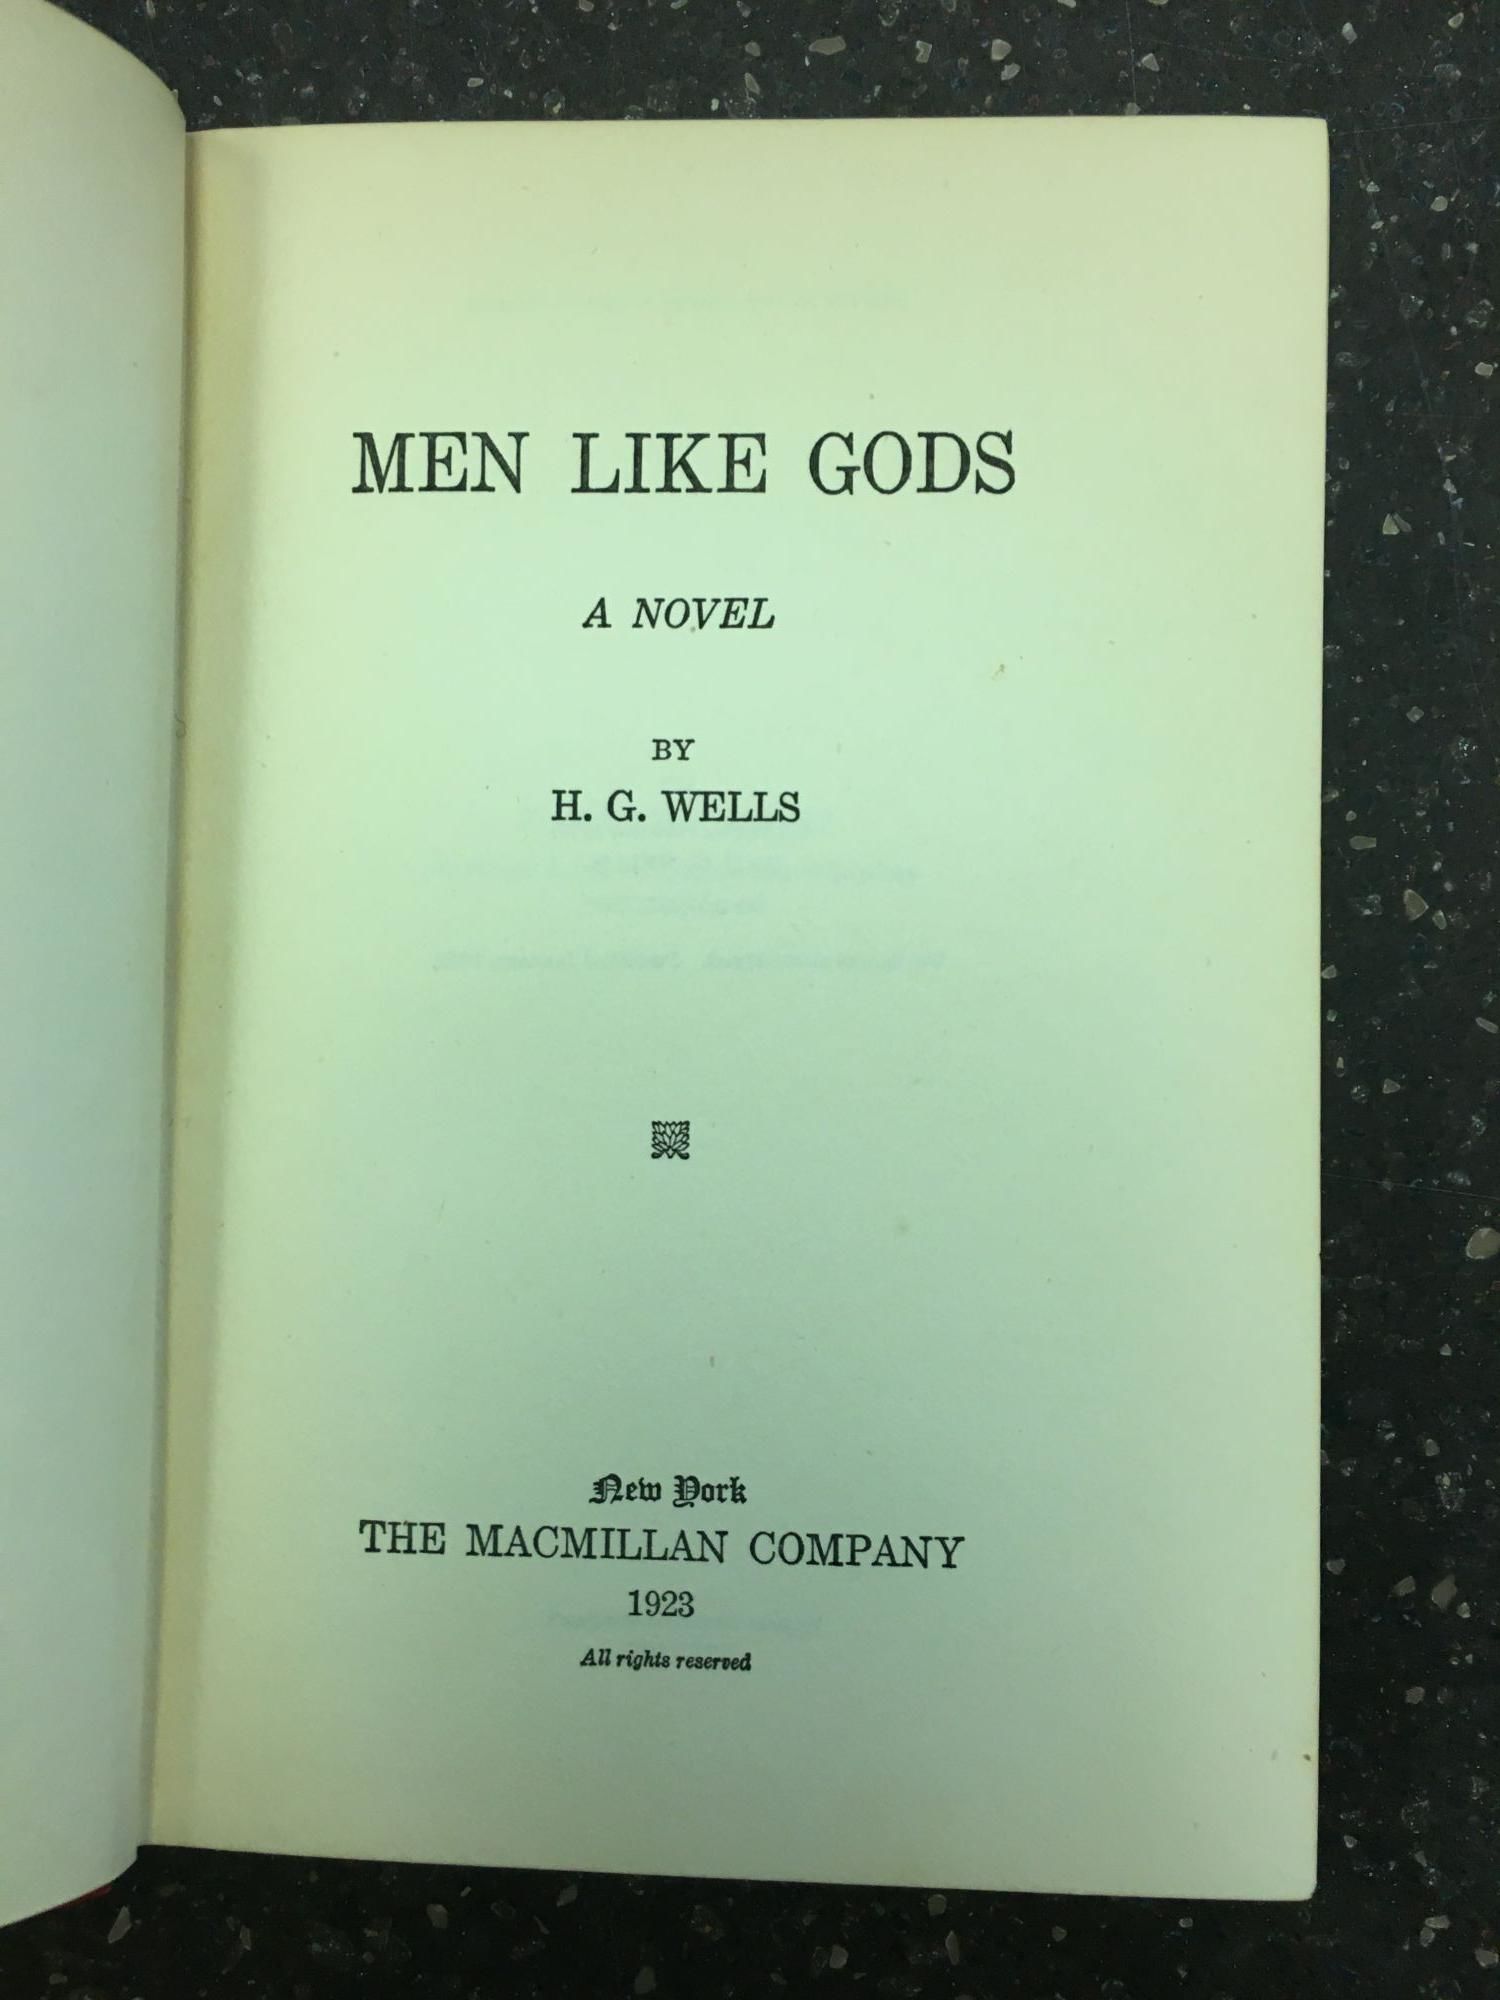 MEN LIKE GODS
A NOVEL
BY
H. G. WELLS
New York
THE MACMILLAN COMPANY
1923
All rights reserved